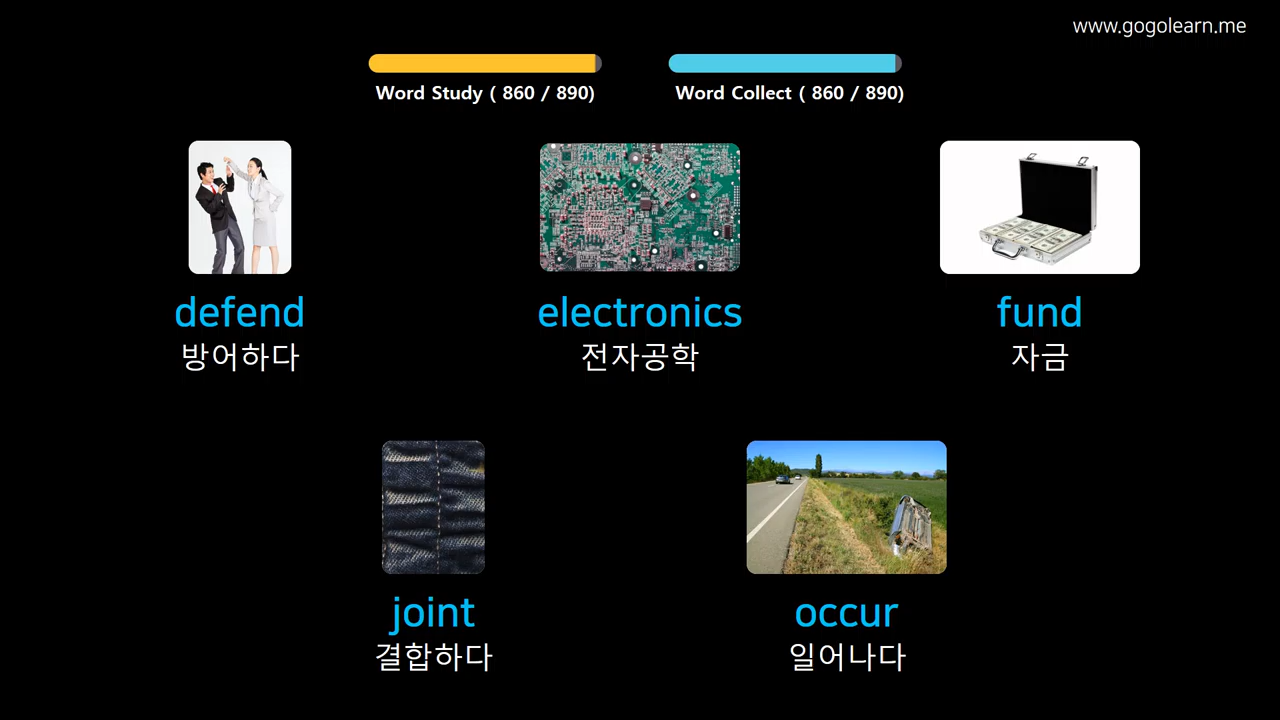 www.gogolearn.me
Word Study ( 860 / 890)
Word Collect ( 860 / 890)
defend
방어하다
electronics
전자공학
fund
자금
joint
결합하다
occur
일어나다